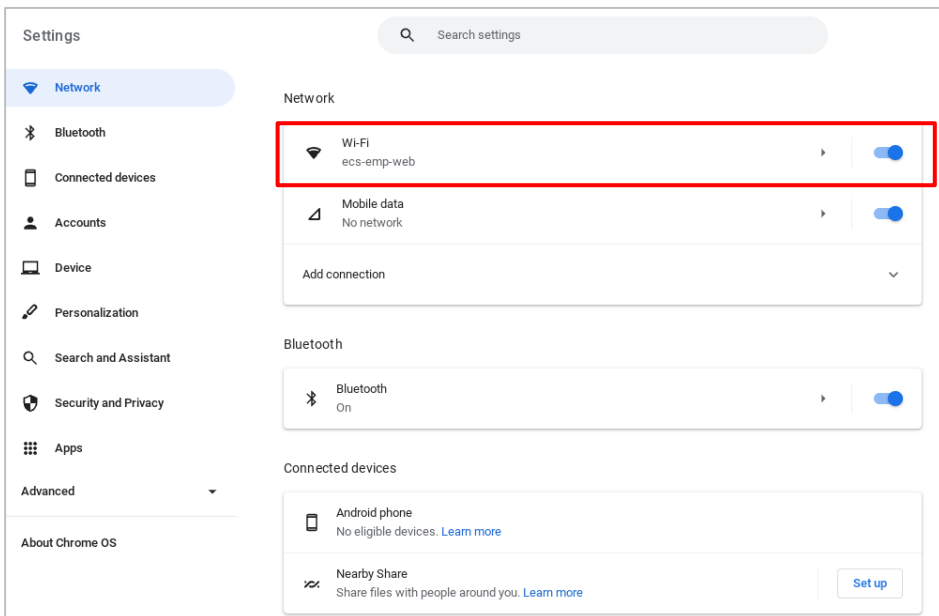 Settings
Search settings
Network
Bluetooth
Connected devices
Accounts
Device
Personalization
Search and Assistant
Security and Privacy
Apps
Advanced
About Chrome OS
Network
Wi-Fi
ecs-emp-web
Mobile data
No network
Add connection
Bluetooth
Bluetooth
On
Connected devices
Android phone
No eligible devices. Learn more
Nearby Share
Share files with people around you. Learn more
Set up